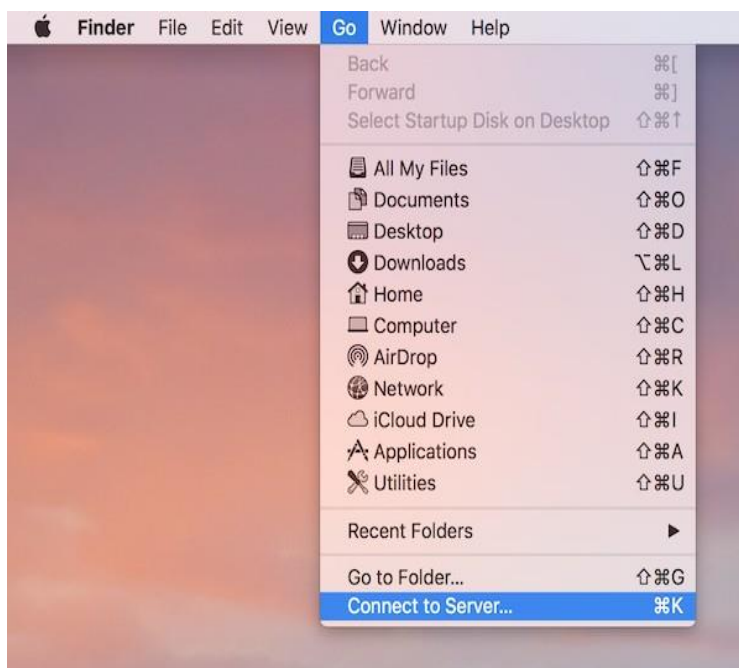 Finder File Edit View Go Window Help
Back ⌘[
Forward ⌘]
Select Startup Disk on Desktop ⇧⌘↑
All My Files ⇧⌘F
Documents ⇧⌘O
Desktop ⇧⌘D
Downloads ⌥⌘L
Home ⇧⌘H
Computer ⇧⌘C
AirDrop ⇧⌘R
Network ⇧⌘K
iCloud Drive ⇧⌘I
Applications ⇧⌘A
Utilities ⇧⌘U
Recent Folders ▶
Go to Folder... ⇧⌘G
Connect to Server... ⌘K